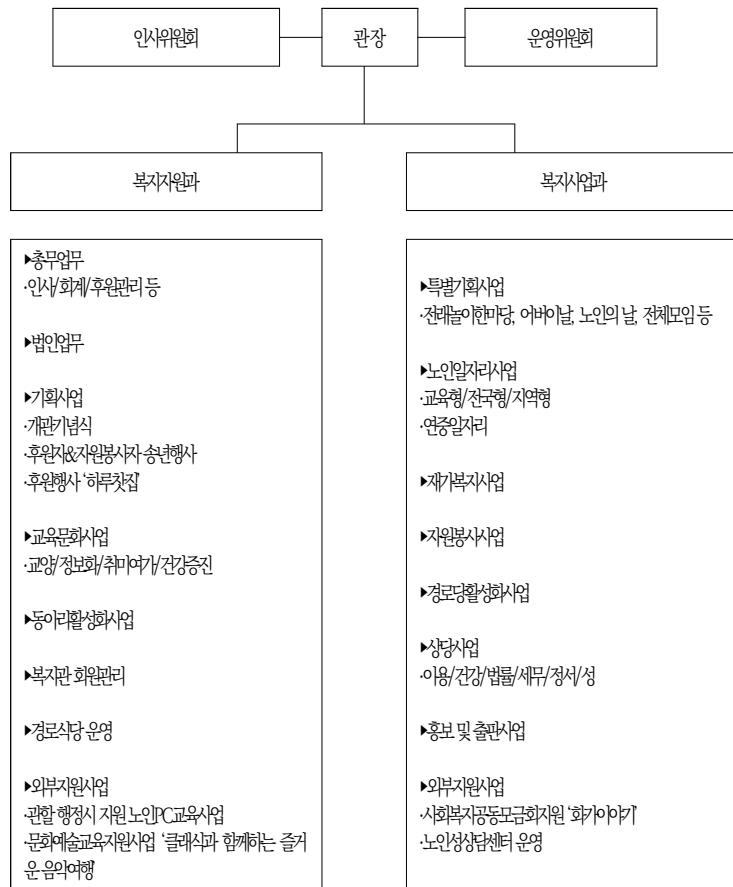 인사위원회
관장
운영위원회
복지지원과
복지사업과
▶총무업무
·인사/회계/후원관리 등
▶법인업무
▶기획사업
·개관기념식
·후원자&자원봉사자 송년행사
·후원행사 ‘하루찻집’
▶교육문화사업
·교양/정보화/취미여가/건강증진
▶동아리활성화사업
▶복지관 회원관리
▶경로식당 운영
▶외부지원사업
·관할 행정시 지원 노인PC교육사업
·문화예술교육지원사업 ‘클래식과 함께하는 즐거
운 음악여행’
▶특별기획사업
·전래놀이한마당, 어버이날, 노인의 날, 전체모임 등
▶노인일자리사업
·교육형/전국형/지역형
·연중일자리
▶재가복지사업
▶자원봉사사업
▶경로당활성화사업
▶상담사업
·이용/건강/법률/세무/정서/성
▶홍보 및 출판사업
▶외부지원사업
·사회복지공동모금회지원 ‘화가이야기’
·노인성상담센터 운영